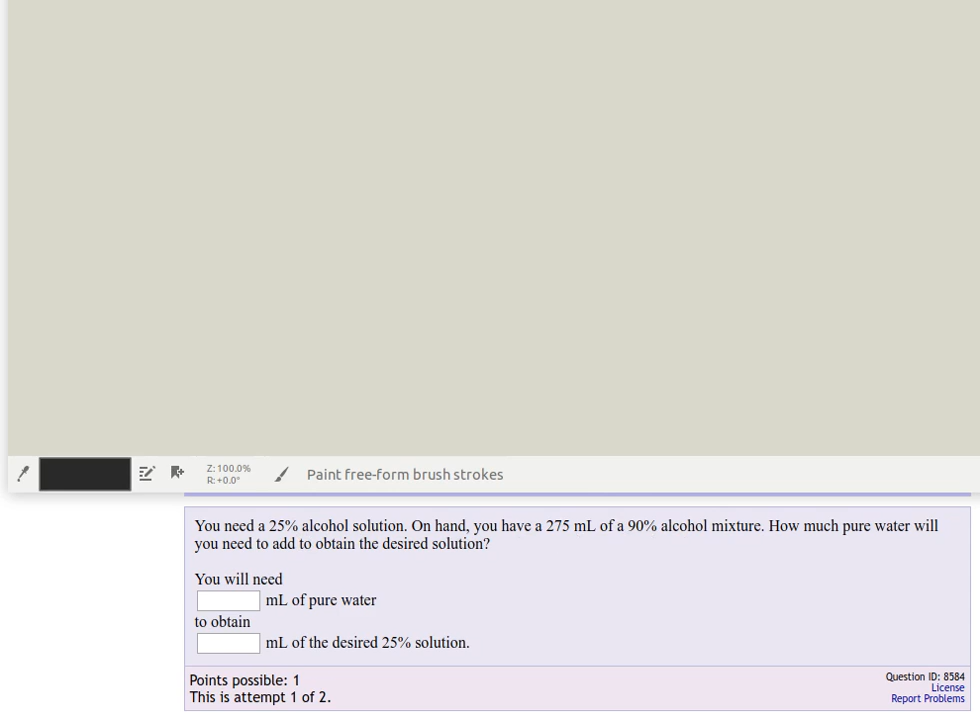 Z:100.0%
R:+0.0°
Paint free-form brush strokes
You need a 25% alcohol solution. On hand, you have a 275 mL of a 90% alcohol mixture. How much pure water will
you need to add to obtain the desired solution?
You will need
mL of pure water
to obtain
mL of the desired 25% solution.
Points possible: 1
This is attempt 1 of 2.
Question ID: 8584
License
Report Problems